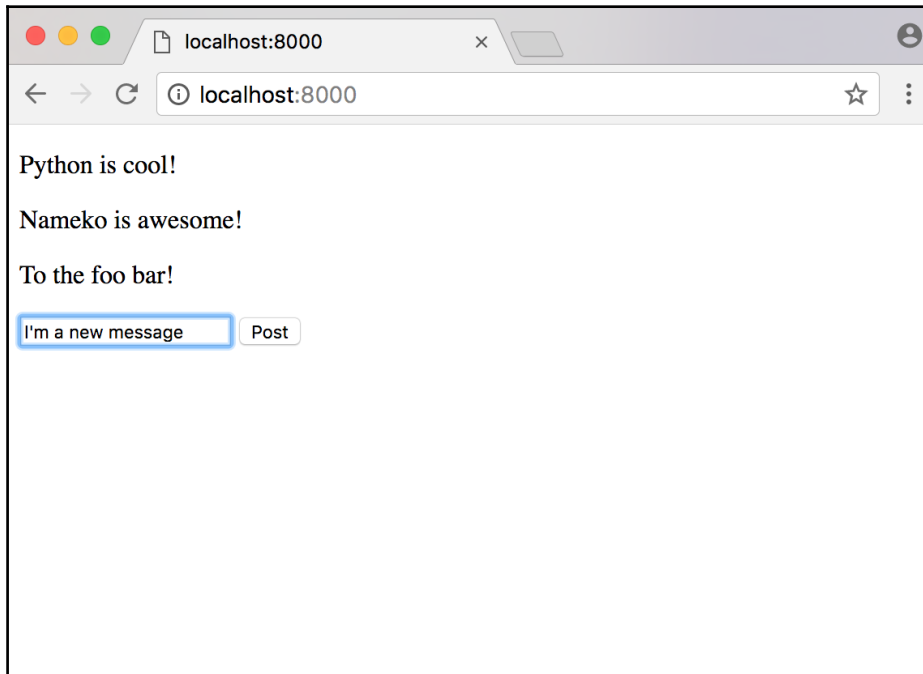 localhost:8000
localhost:8000
Python is cool!
Nameko is awesome!
To the foo bar!
I'm a new message Post